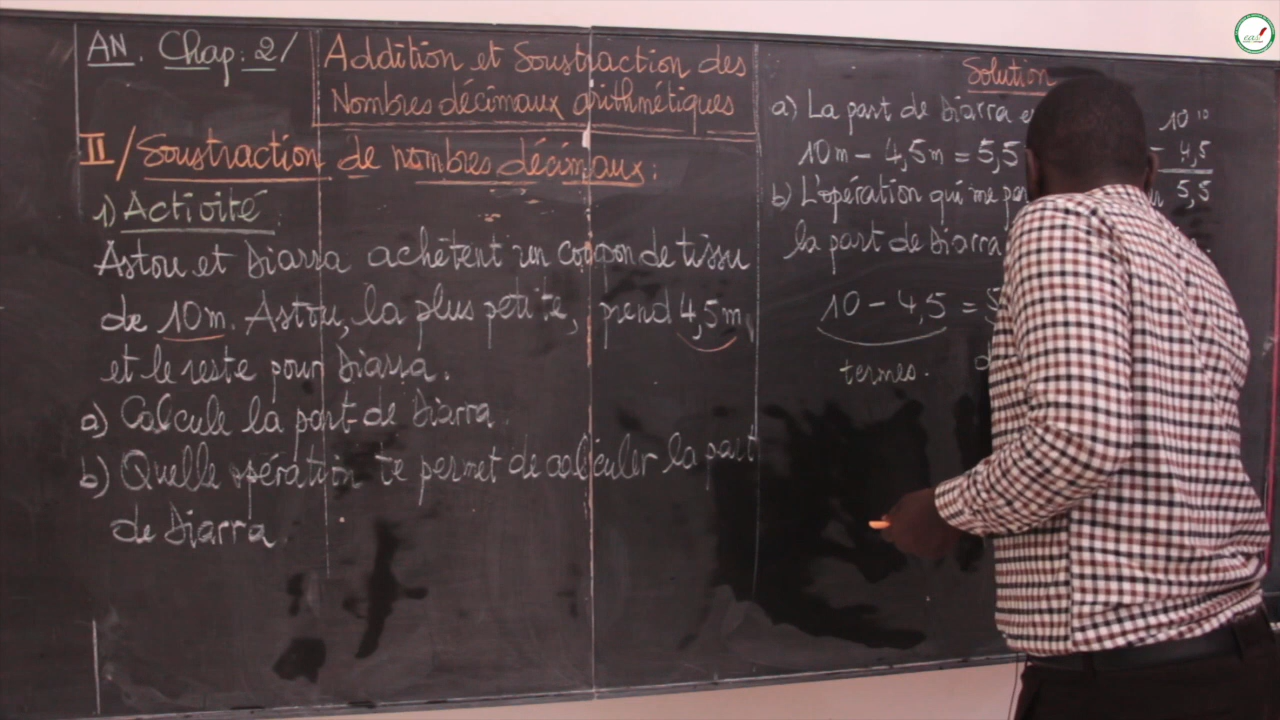 AN. Chap: 2/
Addition et Soustraction des
Nombres décimaux arithmétiques
II/ Soustraction de nombres décimaux:
1) Activité
Astou et Diarra achètent un coupon de tissu
de 10m. Astou, la plus petite, prend 4,5m
et le reste pour Diarra.
a) Calcule la part de Diarra.
b) Quelle opération te permet de calculer la part
de Diarra.
Solution
a) La part de Diarra
10m - 4,5m = 5,5
b) L'opération qui me
la part de Diarra
10 - 4,5 =
termes.
10 10
- 4,5
5,5
eas!